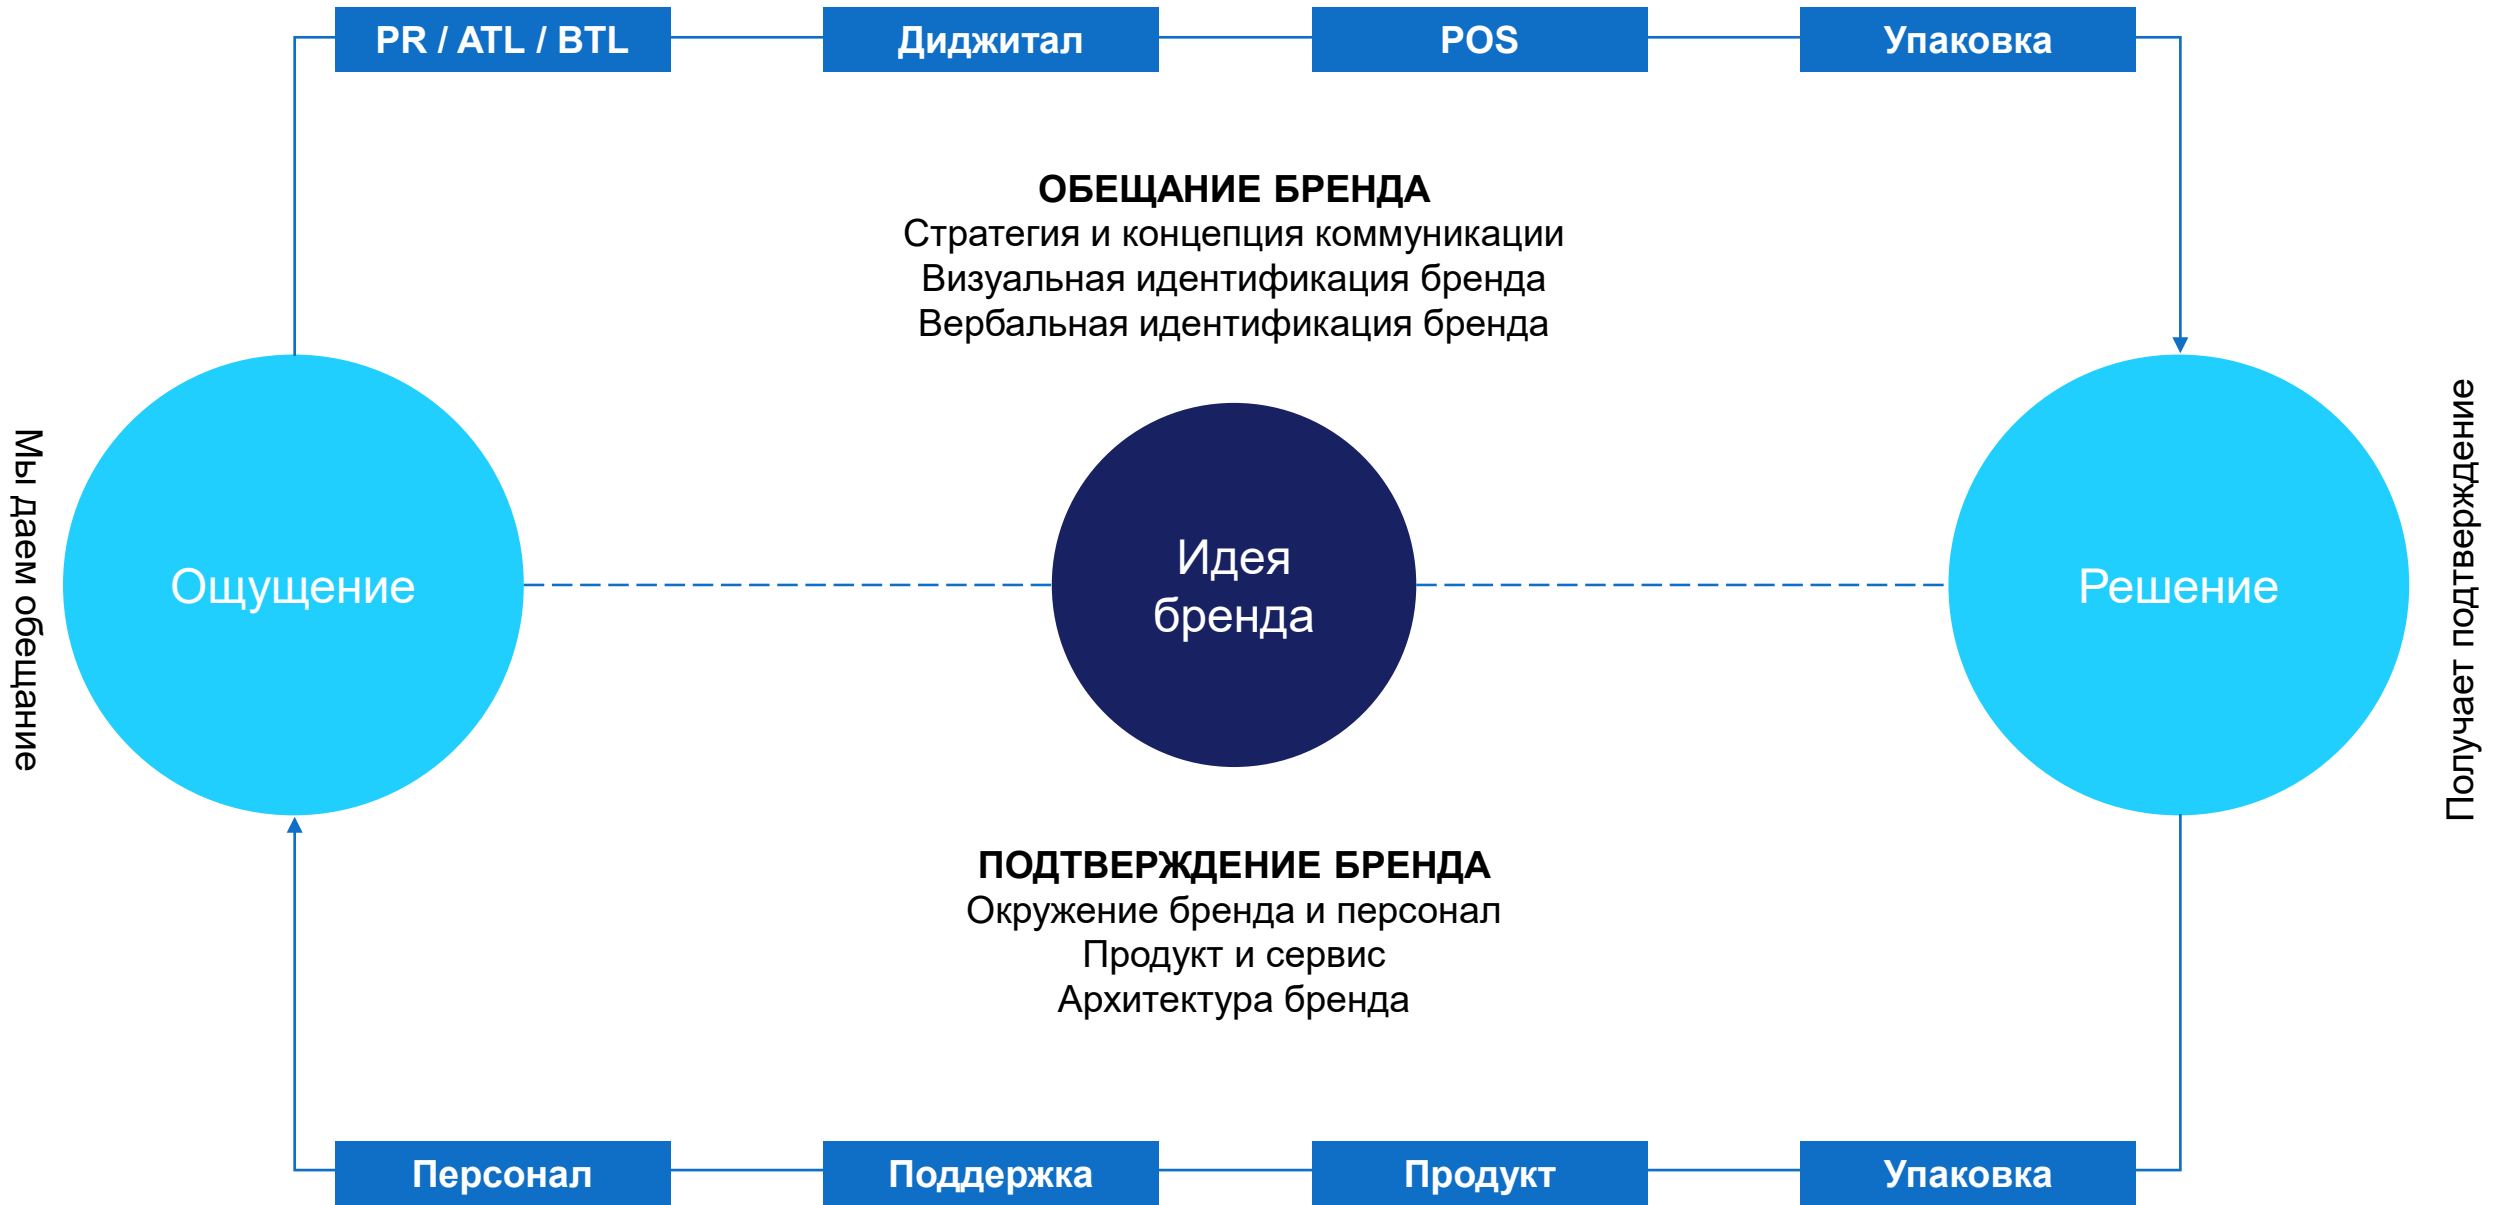 PR / ATL / BTL
Диджитал
POS
Упаковка
ОБЕЩАНИЕ БРЕНДА
Стратегия и концепция коммуникации
Визуальная идентификация бренда
Вербальная идентификация бренда
Мы даем обещание
Ощущение
Идея
бренда
Решение
Получает подтверждение
ПОДТВЕРЖДЕНИЕ БРЕНДА
Окружение бренда и персонал
Продукт и сервис
Архитектура бренда
Персонал
Поддержка
Продукт
Упаковка